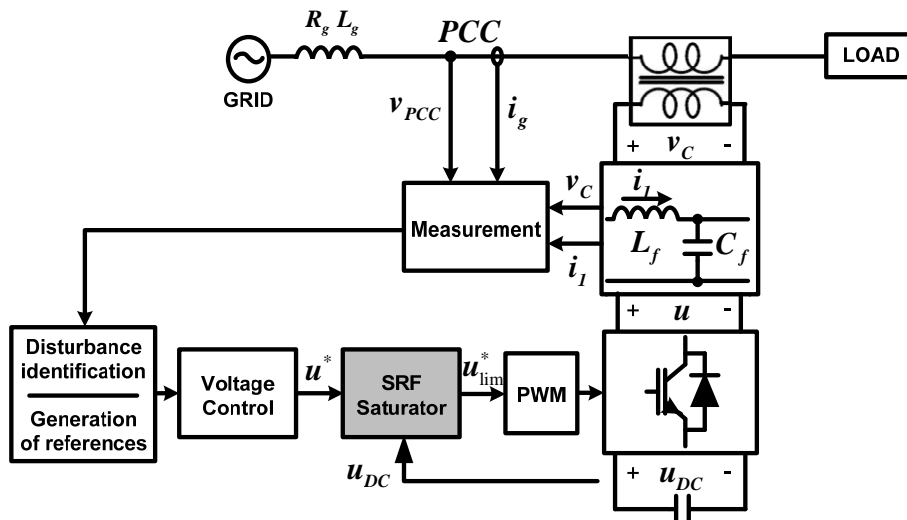 R_g L_g
PCC
LOAD
GRID
v_PCC
i_g
+ v_C -
v_C
i_1
Measurement
L_f
C_f
i_1
+ u -
Disturbance
identification
Generation
of references
Voltage
Control
u*
SRF
Saturator
u*_lim
PWM
u_DC
+ u_DC -